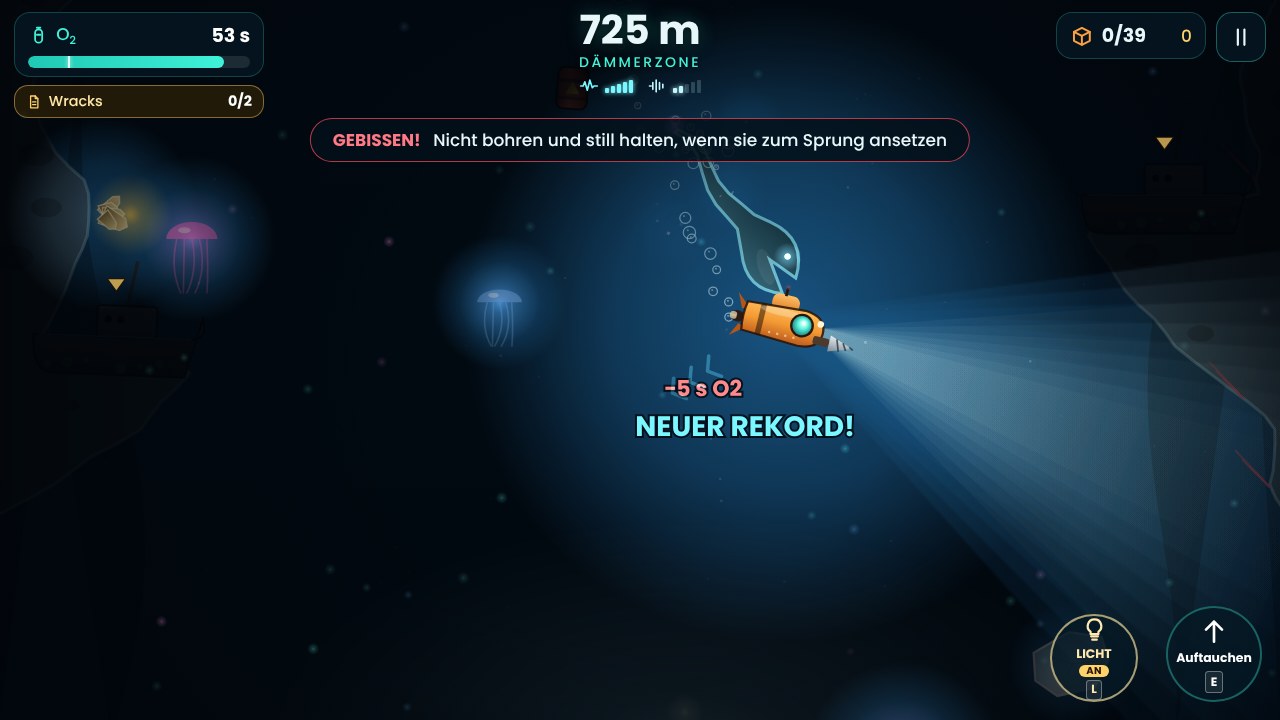 O2
53 s
Wracks
0/2
725 m
DÄMMERZONE
0/39
0
GEBISSEN! Nicht bohren und still halten, wenn sie zum Sprung ansetzen
-5 s O2
NEUER REKORD!
LICHT
AN
L
Auftauchen
E